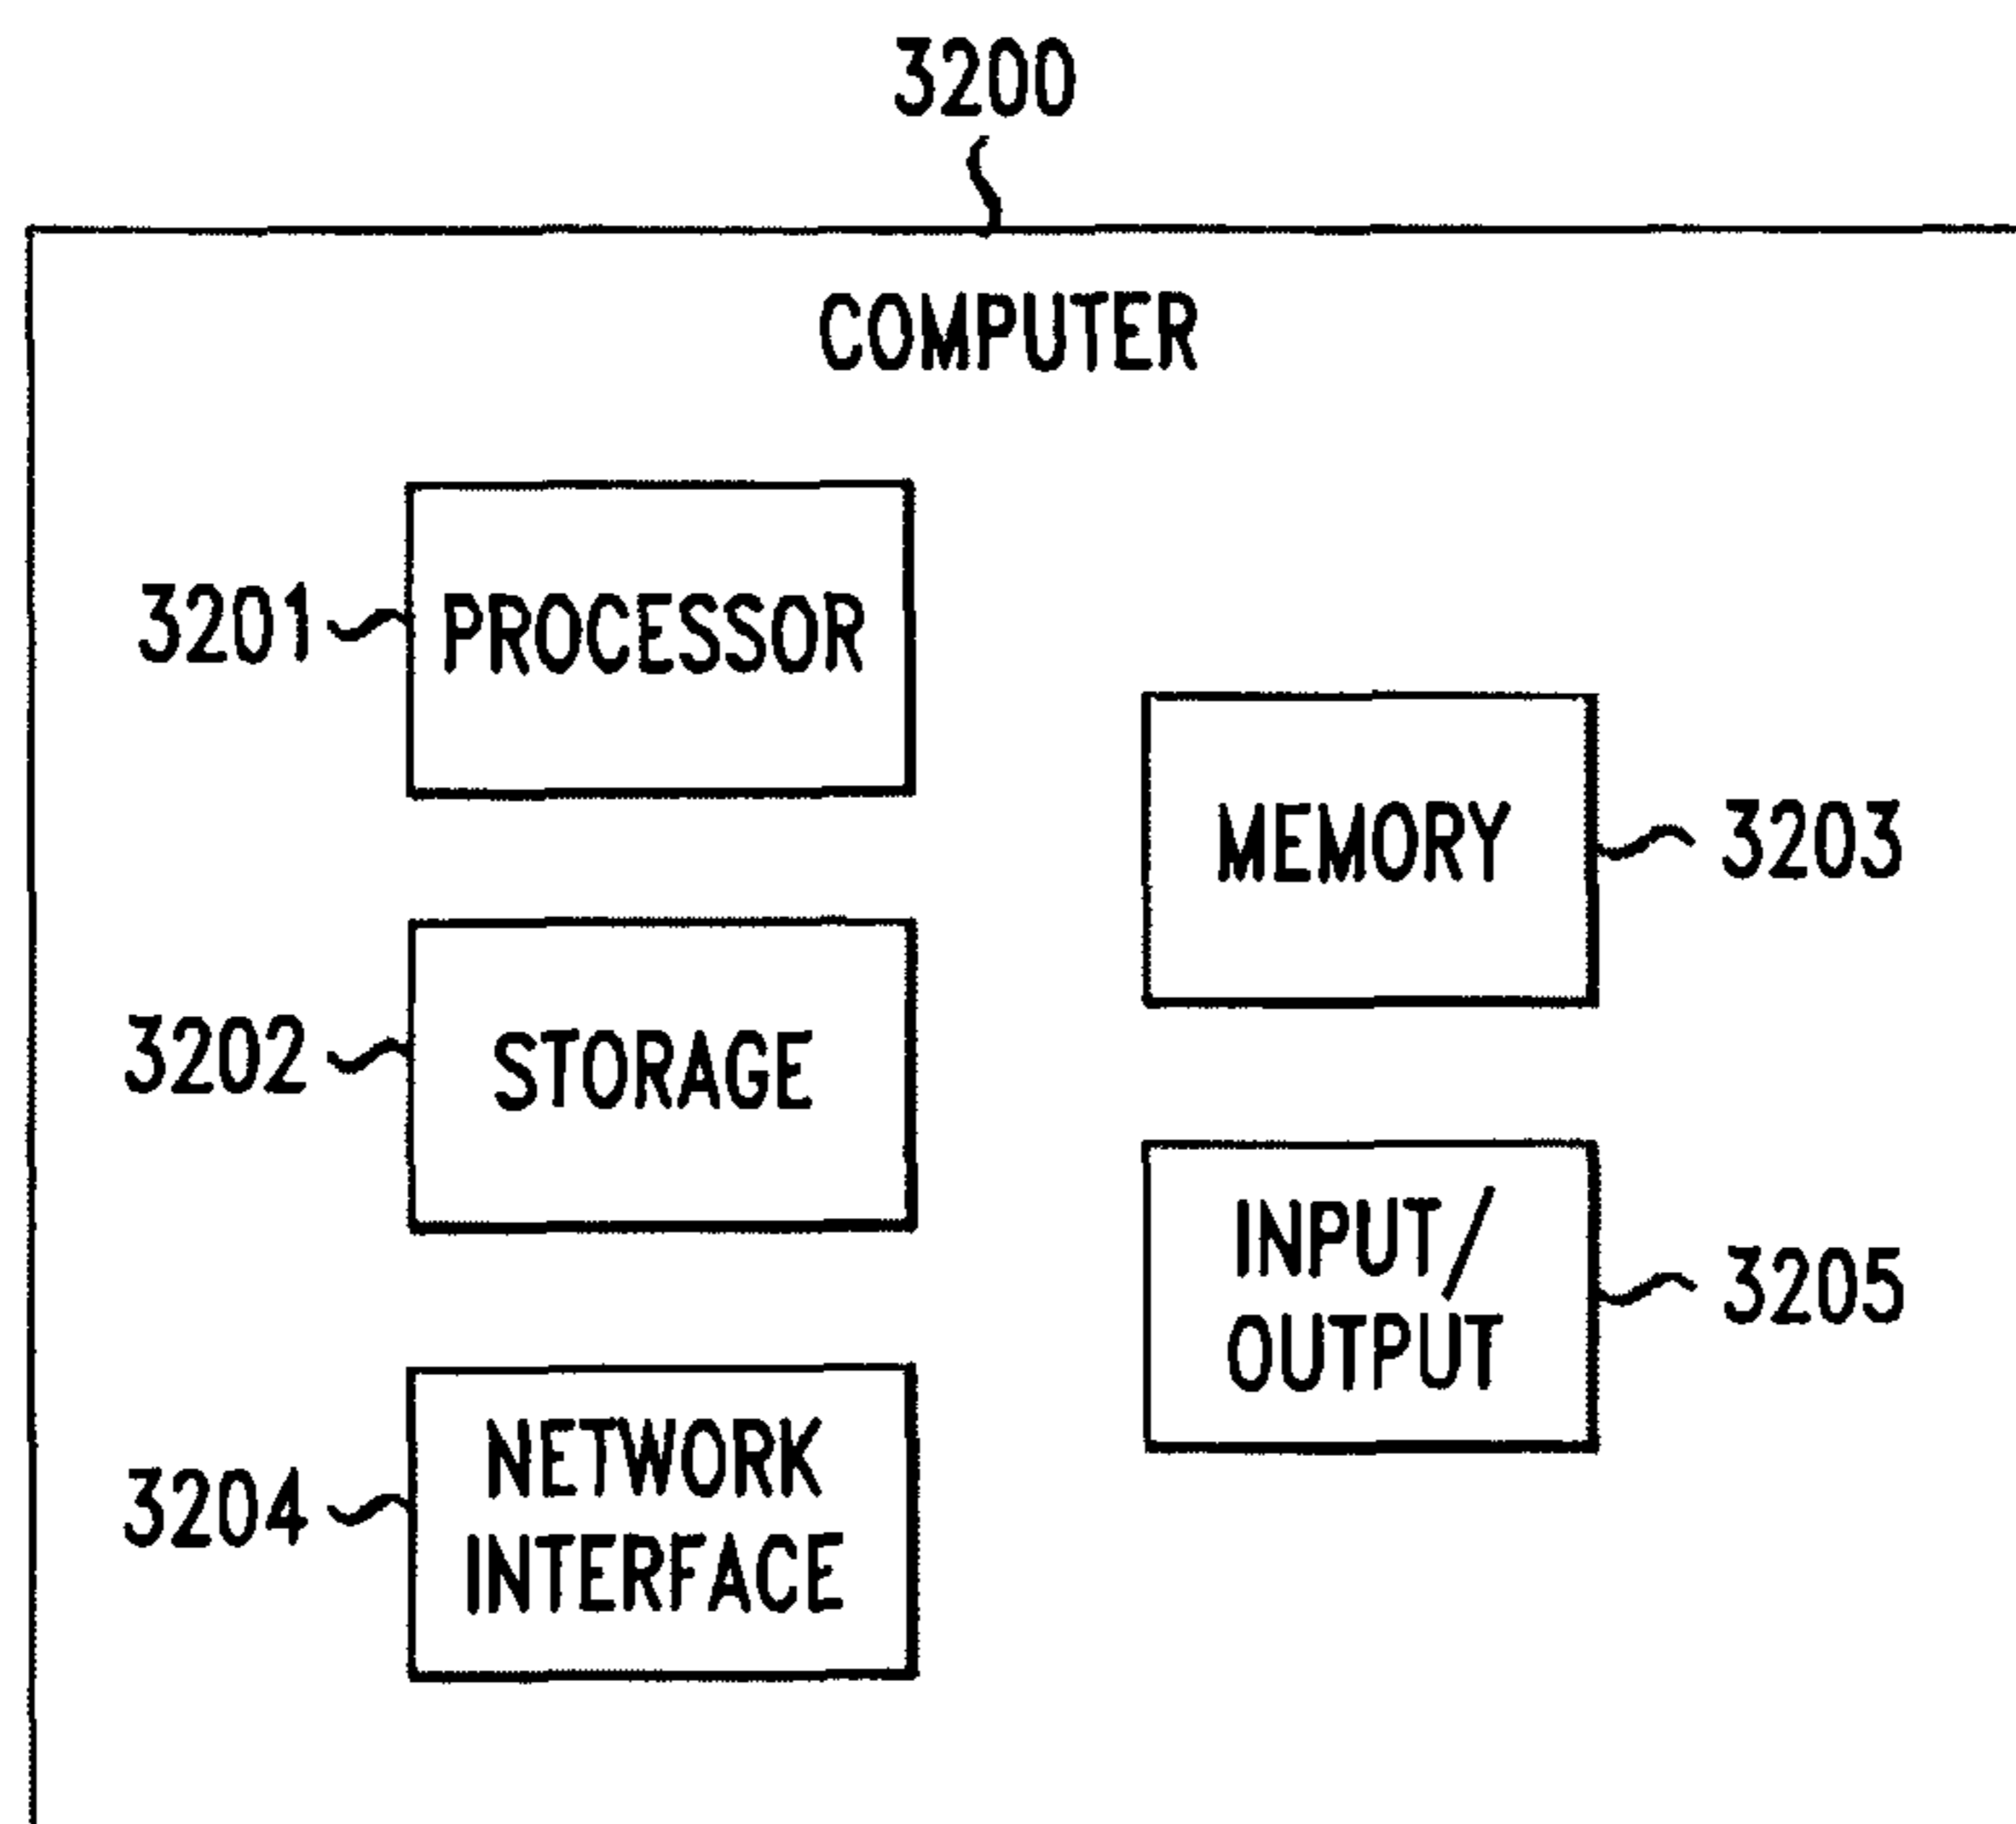 3200
COMPUTER
3201
PROCESSOR
MEMORY
3203
3202
STORAGE
INPUT/
OUTPUT
3205
3204
NETWORK
INTERFACE